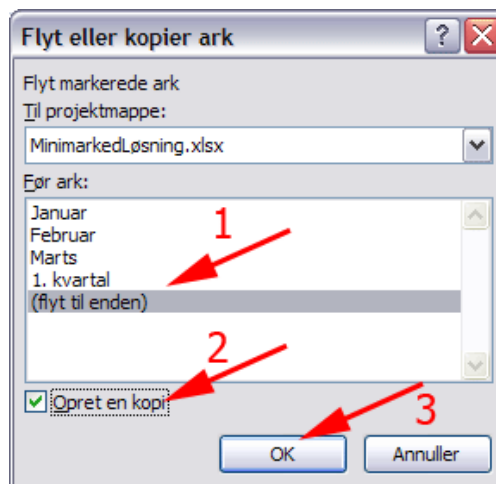 Flyt eller kopier ark
Flyt markerede ark
Til projektmappe:
MinimarkedLøsning.xlsx
Før ark:
Januar
Februar
Marts
1. kvartal
(flyt til enden)
1
2
Opret en kopi
3
OK
Annuller